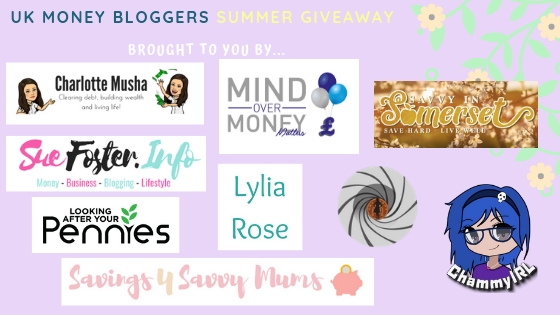 UK MONEY BLOGGERS SUMMER GIVEAWAY
BROUGHT TO YOU BY...
Charlotte Musha
Clearing debt, building wealth
and living life!
MIND
OVER
MONEY
Matters
£
SAVVY IN
Somerset
SAVE HARD LIVE WELL
Sue Foster.Info
Money - Business - Blogging - Lifestyle
LOOKING
AFTER YOUR
Pennies
Lylia
Rose
ChammyIRL
Savings 4 Savvy Mums